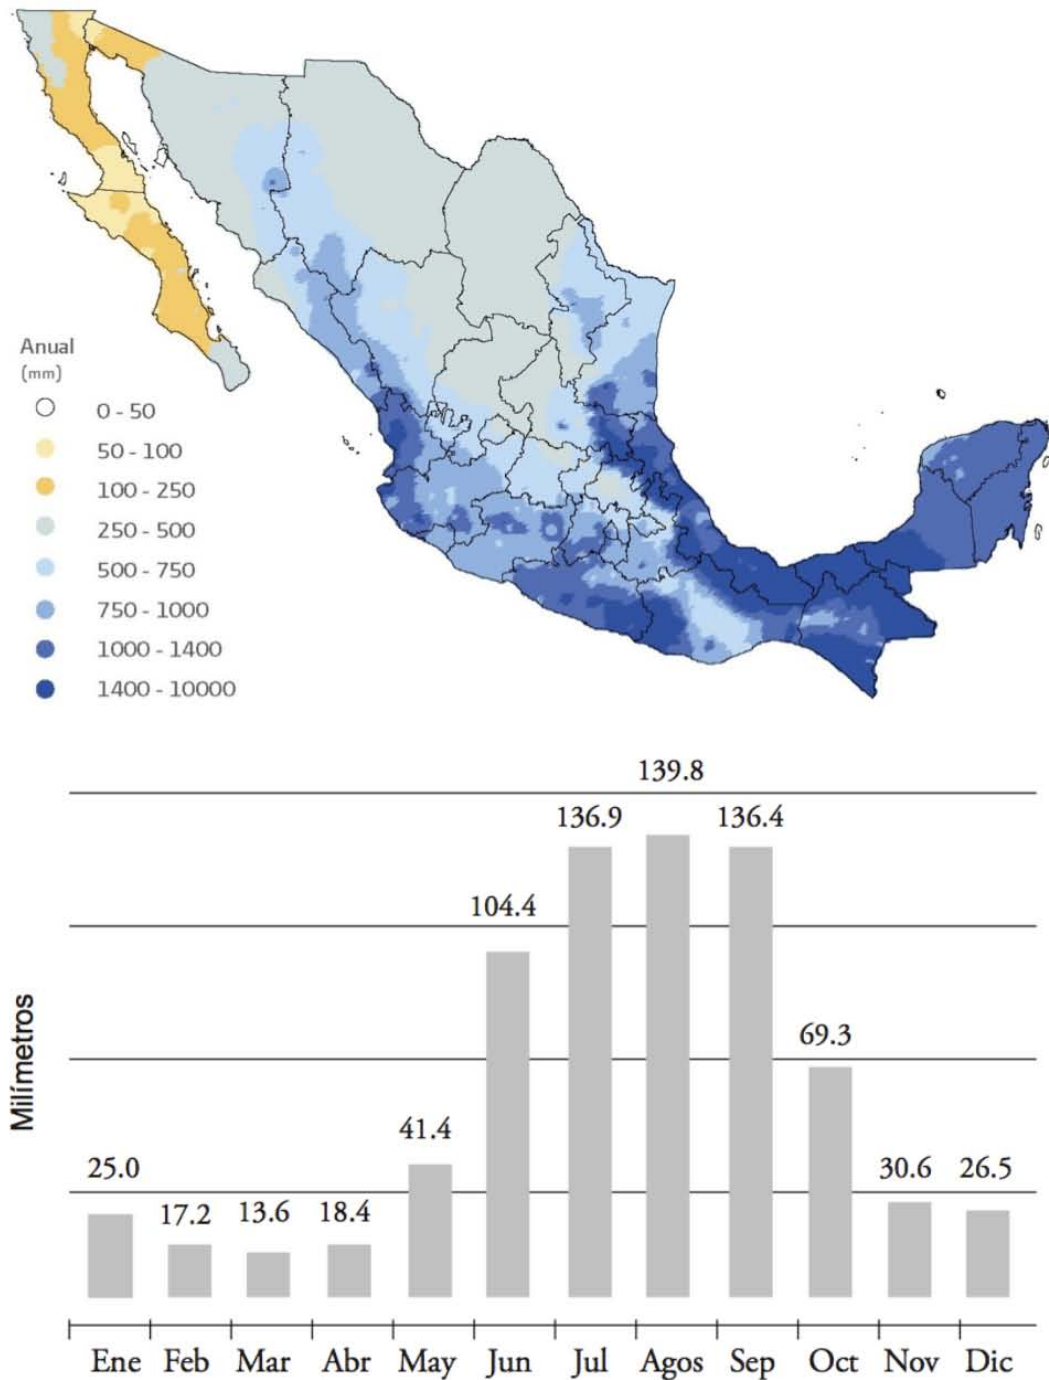 Anual
(mm)
0 - 50
50 - 100
100 - 250
250 - 500
500 - 750
750 - 1000
1000 - 1400
1400 - 10000
Milímetros
25.0
17.2
13.6
18.4
41.4
104.4
136.9
139.8
136.4
69.3
30.6
26.5
Ene Feb Mar Abr May Jun Jul Agos Sep Oct Nov Dic